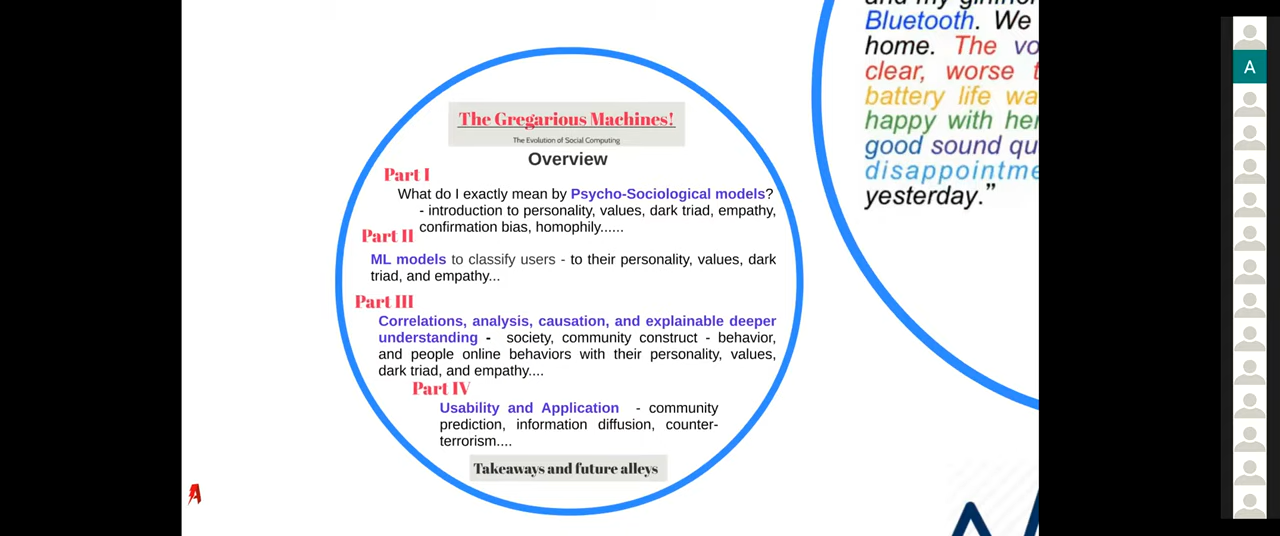 The Gregarious Machines!
The Evolution of Social Computing
Overview
Part I
What do I exactly mean by Psycho-Sociological models?
- introduction to personality, values, dark triad, empathy,
confirmation bias, homophily......
Part II
ML models to classify users - to their personality, values, dark
triad, and empathy...
Part III
Correlations, analysis, causation, and explainable deeper
understanding - society, community construct - behavior,
and people online behaviors with their personality, values,
dark triad, and empathy....
Part IV
Usability and Application - community
prediction, information diffusion, counter-
terrorism....
Takeaways and future alleys
Bluetooth. We
home. The
clear, worse
battery life
happy with
good sound
yesterday.”
A
A